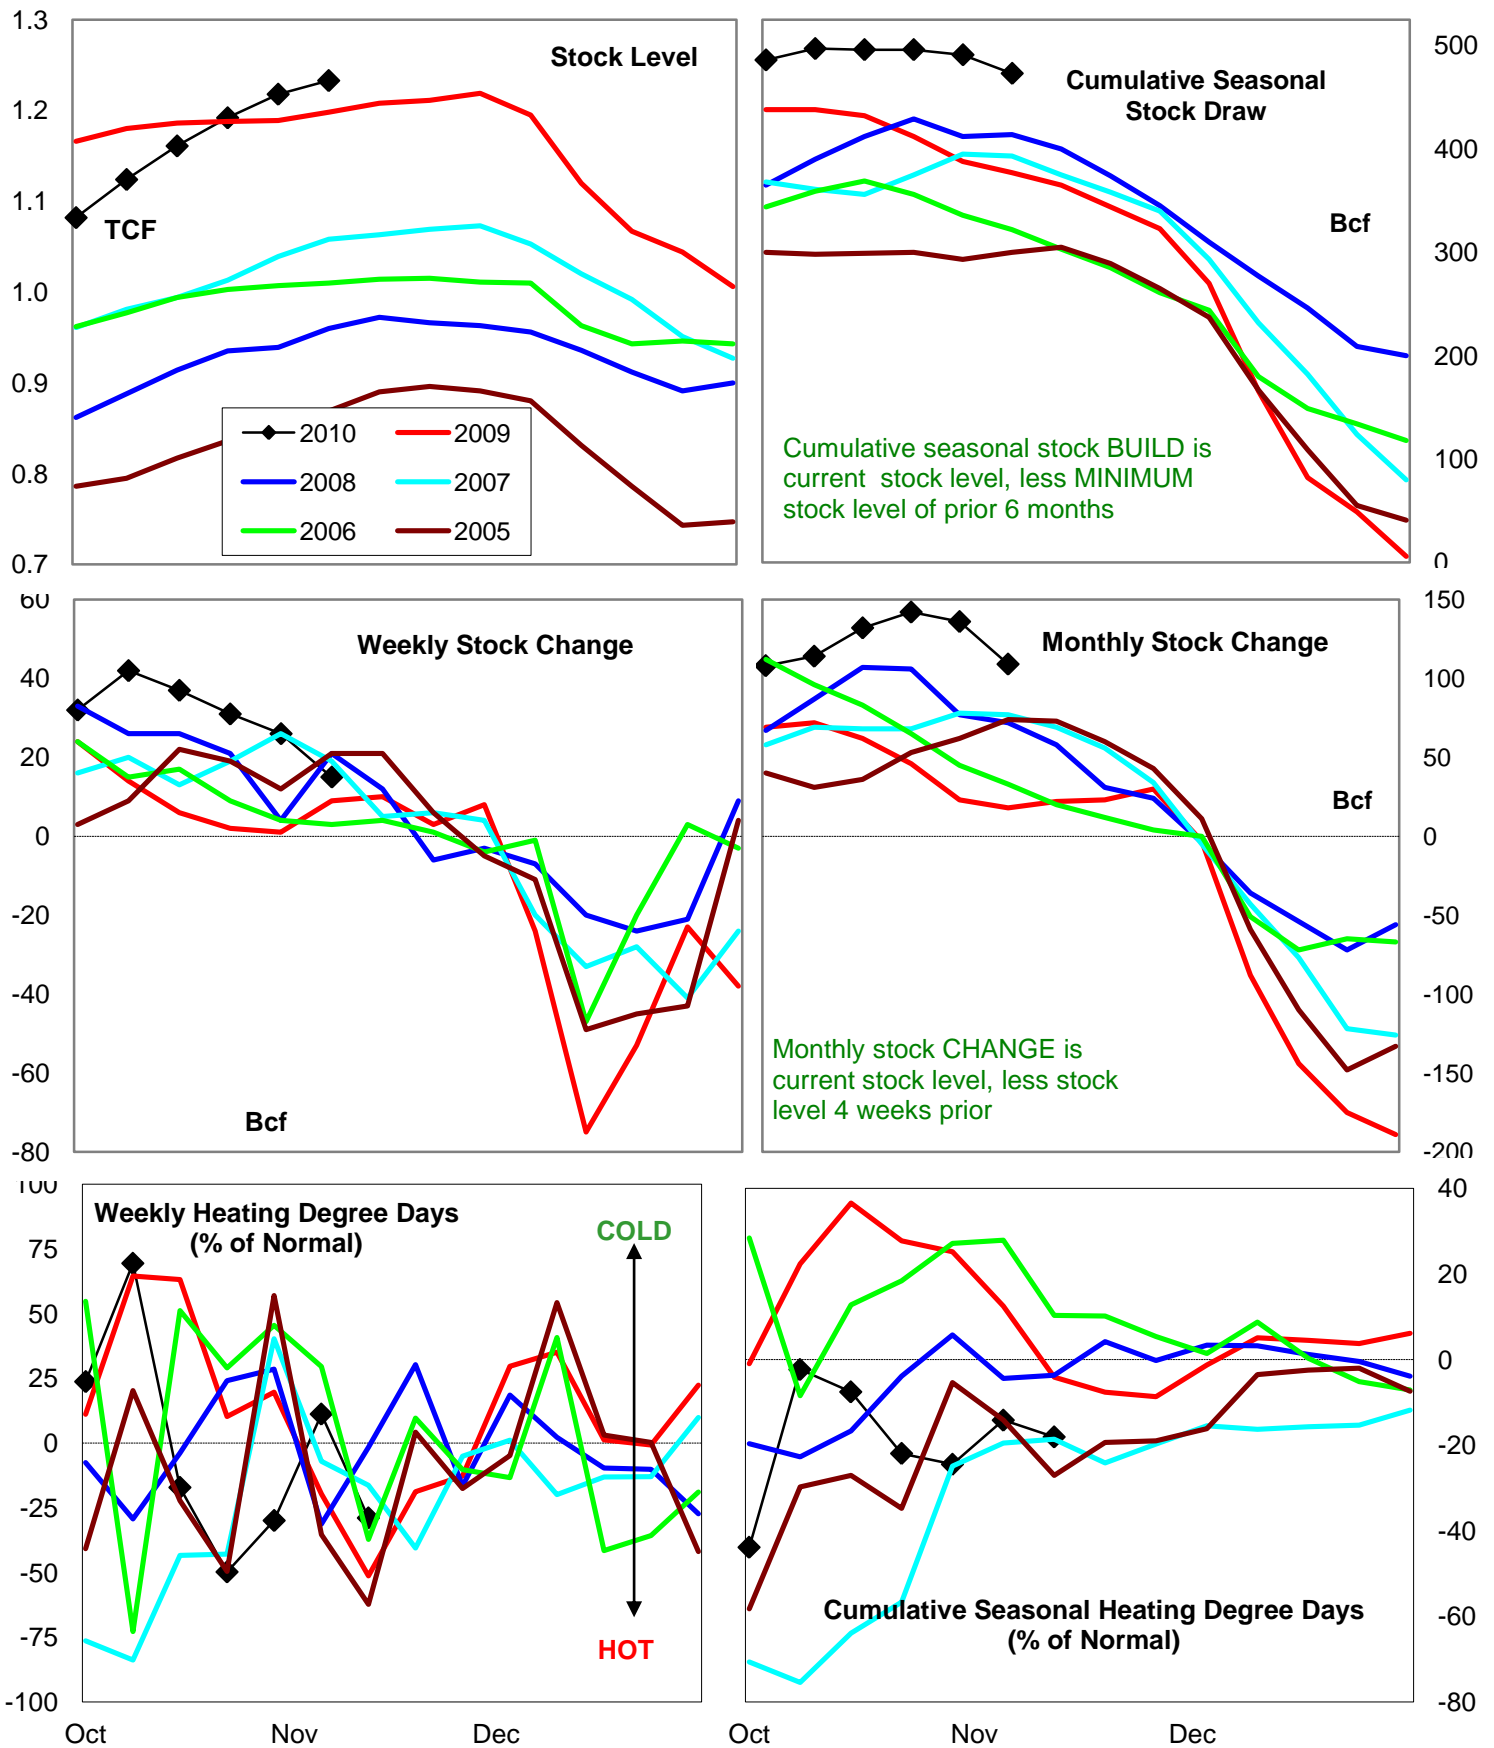 1.3
1.2
1.1
1.0
0.9
0.8
0.7
Stock Level
TCF
2010
2009
2008
2007
2006
2005
Cumulative Seasonal
Stock Draw
Bcf
Cumulative seasonal stock BUILD is
current stock level, less MINIMUM
stock level of prior 6 months
500
400
300
200
100
0
60
40
20
0
-20
-40
-60
-80
Weekly Stock Change
Bcf
Monthly Stock Change
Bcf
Monthly stock CHANGE is
current stock level, less stock
level 4 weeks prior
150
100
50
0
-50
-100
-150
-200
100
75
50
25
0
-25
-50
-75
-100
Weekly Heating Degree Days
(% of Normal)
COLD
HOT
Oct
Nov
Dec
Cumulative Seasonal Heating Degree Days
(% of Normal)
40
20
0
-20
-40
-60
-80
Oct
Nov
Dec